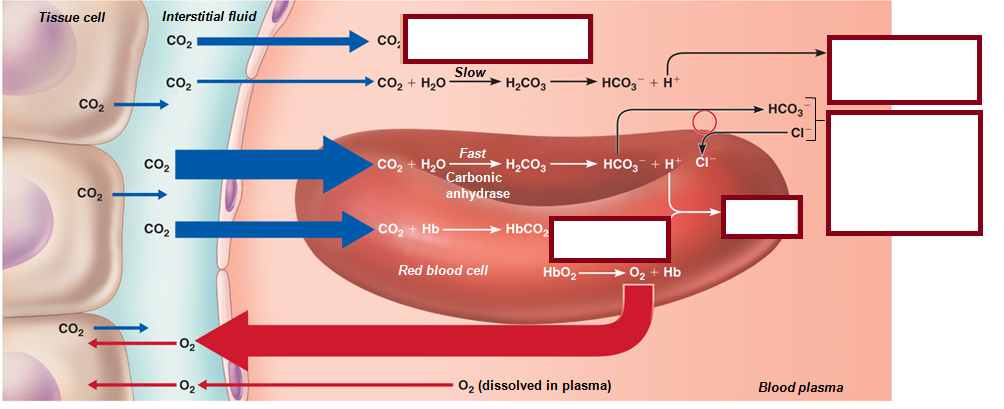 Tissue cell
Interstitial fluid
CO₂
CO₂
CO₂
CO₂ + H₂O
Slow
H₂CO₃
HCO₃⁻ + H⁺
CO₂
HCO₃⁻
Cl⁻
CO₂
CO₂ + H₂O
Fast
H₂CO₃
HCO₃⁻ + H⁺
Cl⁻
Carbonic
anhydrase
CO₂
CO₂
CO₂ + Hb
HbCO₂
Red blood cell
HbO₂
O₂ + Hb
CO₂
O₂
O₂
O₂ (dissolved in plasma)
Blood plasma